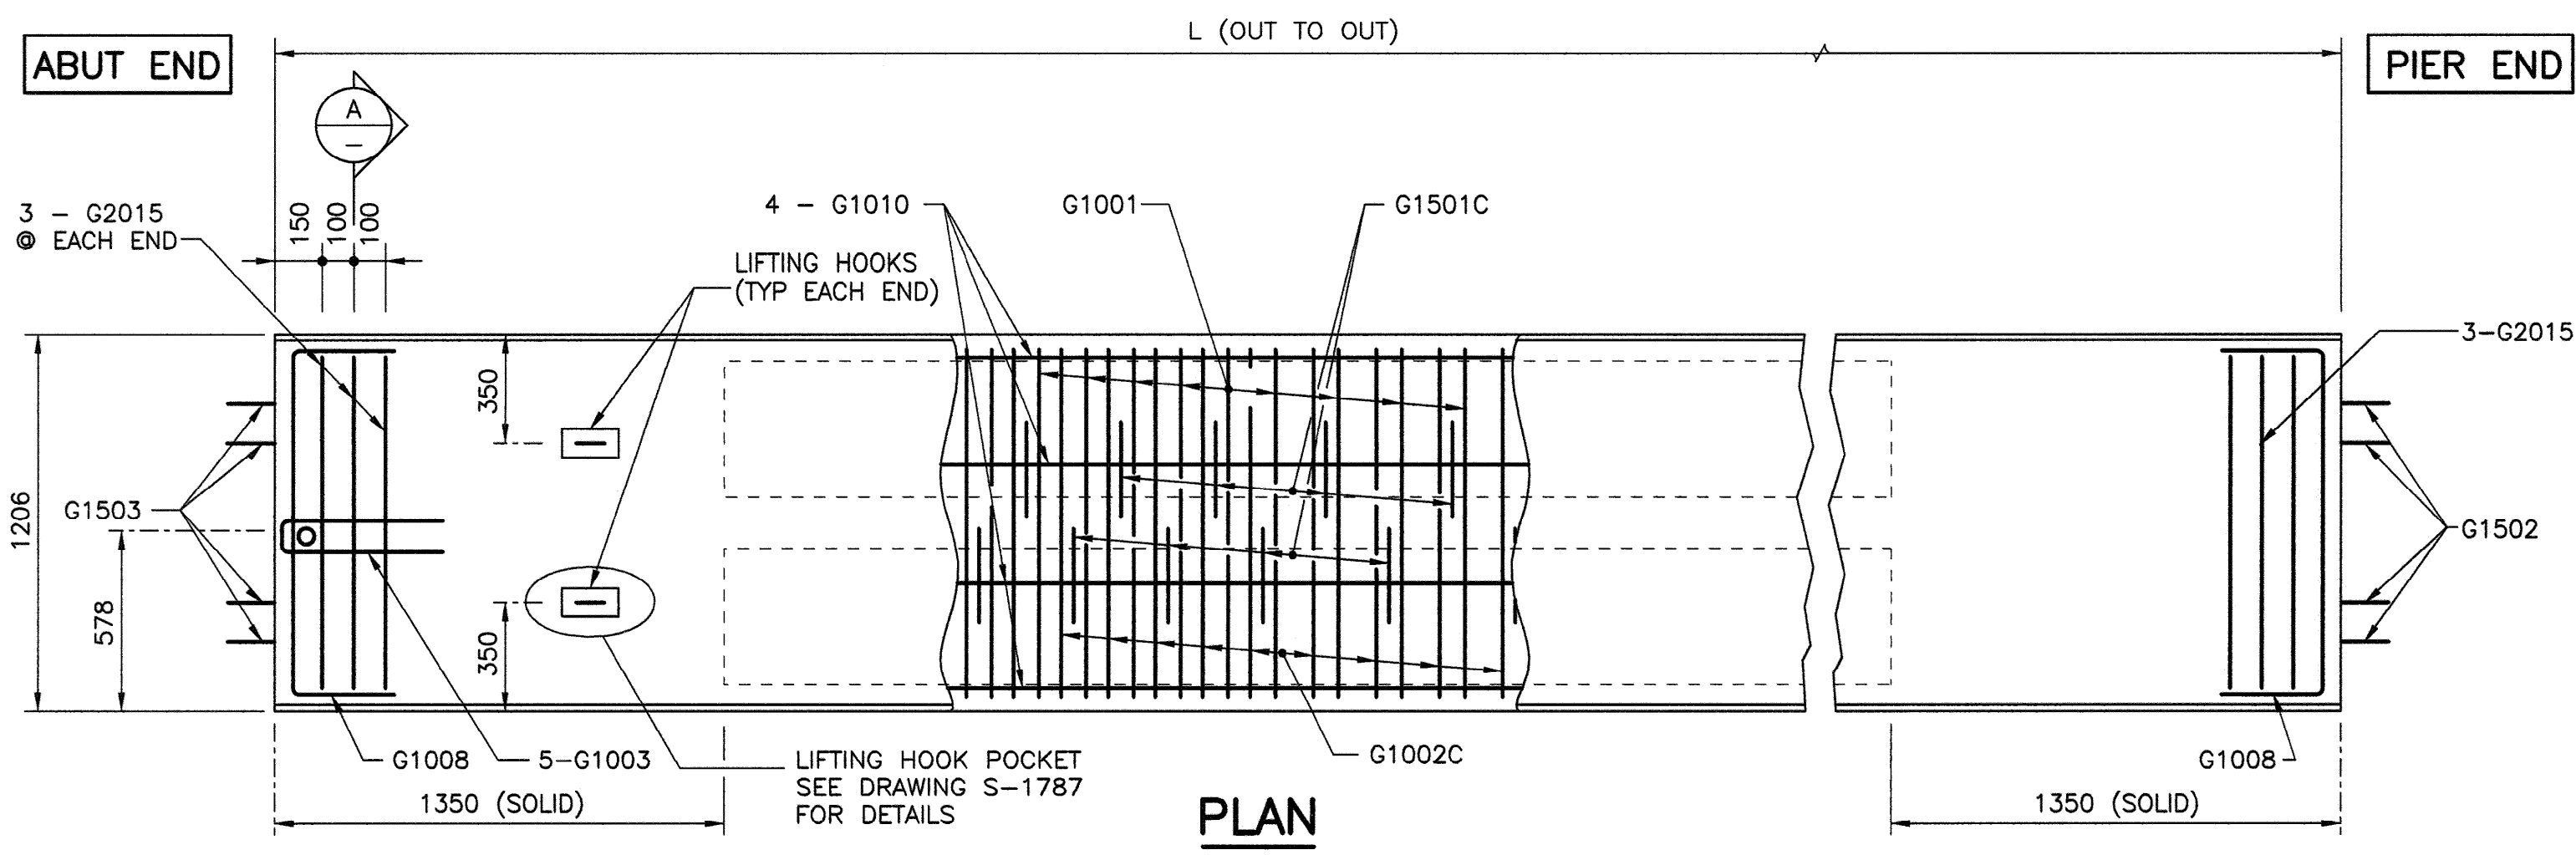 L (OUT TO OUT)
ABUT END
PIER END
A
–
150
100
100
3 – G2015
@ EACH END
4 – G1010
G1001
G1501C
LIFTING HOOKS
(TYP EACH END)
3–G2015
350
1206
G1503
578
350
G1502
G1008
5–G1003
LIFTING HOOK POCKET
SEE DRAWING S–1787
FOR DETAILS
G1002C
G1008
1350 (SOLID)
1350 (SOLID)
PLAN